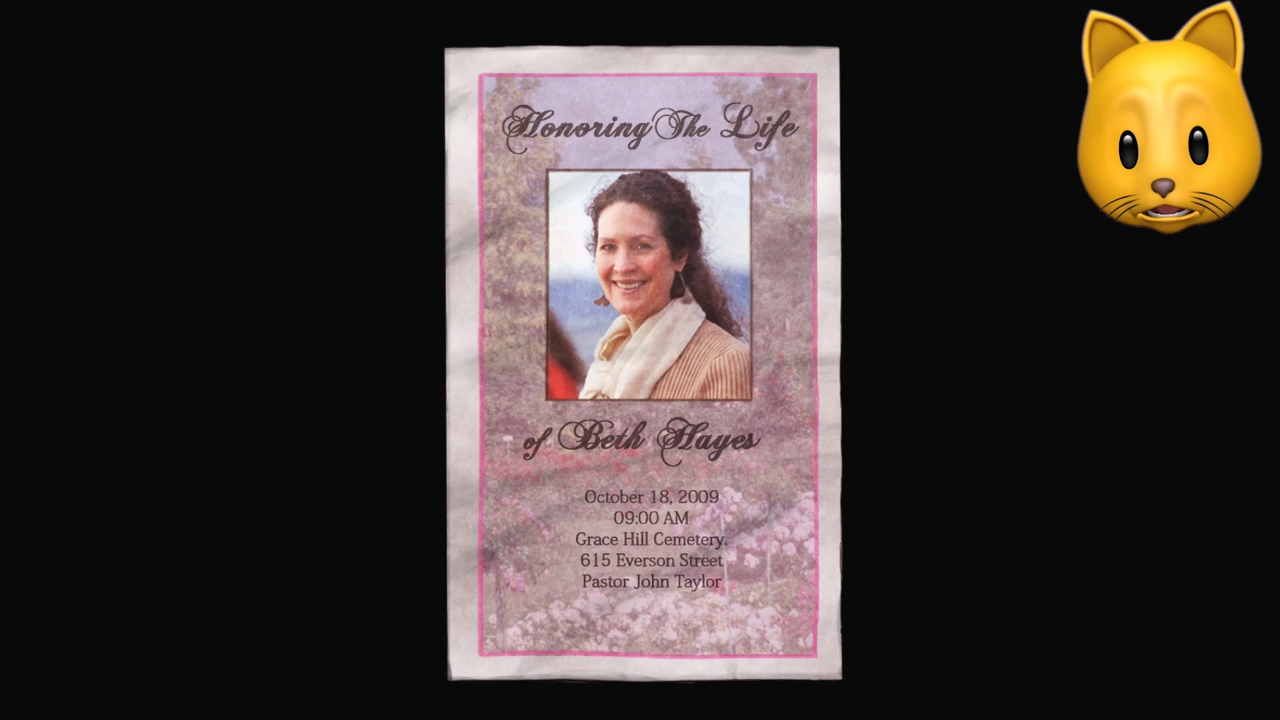 Honoring The Life
of Beth Hayes
October 18, 2009
09:00 AM
Grace Hill Cemetery,
615 Everson Street
Pastor John Taylor